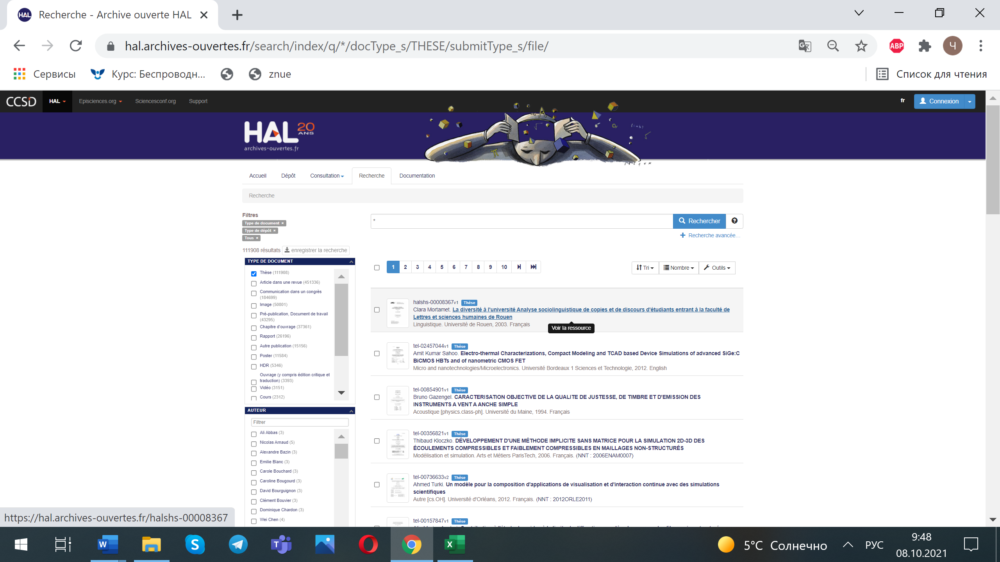 Recherche - Archive ouverte HAL
hal.archives-ouvertes.fr/search/index/q/*/docType_s/THESE/submitType_s/file/
ABP
Ч
Сервисы
Курс: Беспроводн...
znue
Список для чтения
CCSD
HAL
Episciences.org
Sciencesconf.org
Support
fr
Connexion
HAL 20 ANS
archives-ouvertes.fr
Accueil
Dépôt
Consultation
Recherche
Documentation
Recherche
Filtres
Type de document ×
Type de dépôt ×
Tous ×
*
Rechercher
Recherche avancée...
111908 résultats
enregistrer la recherche
TYPE DE DOCUMENT
Thèse (111908)
Article dans une revue (451336)
Communication dans un congrès
(184699)
Image (50801)
Pré-publication, Document de travail
(43295)
Chapitre d'ouvrage (37361)
Rapport (26196)
Autre publication (15156)
Poster (11584)
HDR (5346)
Ouvrage (y compris édition critique et
traduction) (3393)
Vidéo (3151)
Cours (2312)
AUTEUR
Filtrer
Ali Abbas (3)
Nicolas Arnaud (5)
Alexandre Bazin (3)
Emilie Blanc (3)
Carole Bouchard (3)
Caroline Bougourd (3)
David Bourguignon (3)
Clément Bouvier (3)
Dominique Chardon (3)
Wei Chen (4)
1 2 3 4 5 6 7 8 9 10
Tri
Nombre
Outils
halshs-00008367v1 Thèse
Clara Mortamet. La diversité à l'université Analyse sociolinguistique de copies et de discours d'étudiants entrant à la faculté de
Lettres et sciences humaines de Rouen
Linguistique. Université de Rouen, 2003. Français
Voir la ressource
tel-02457044v1 Thèse
Amit Kumar Sahoo. Electro-thermal Characterizations, Compact Modeling and TCAD based Device Simulations of advanced SiGe:C
BiCMOS HBTs and of nanometric CMOS FET
Micro and nanotechnologies/Microelectronics. Université Bordeaux 1 Sciences et Technologie, 2012. English
tel-00854901v1 Thèse
Bruno Gazengel. CARACTERISATION OBJECTIVE DE LA QUALITE DE JUSTESSE, DE TIMBRE ET D'EMISSION DES
INSTRUMENTS A VENT A ANCHE SIMPLE
Acoustique [physics.class-ph]. Université du Maine, 1994. Français
tel-00356821v1 Thèse
Thibaud Kloczko. DÉVELOPPEMENT D'UNE MÉTHODE IMPLICITE SANS MATRICE POUR LA SIMULATION 2D-3D DES
ÉCOULEMENTS COMPRESSIBLES ET FAIBLEMENT COMPRESSIBLES EN MAILLAGES NON-STRUCTURÉS
Modélisation et simulation. Arts et Métiers ParisTech, 2006. Français. ⟨NNT : 2006ENAM0007⟩
tel-00736633v2 Thèse
Ahmed Turki. Un modèle pour la composition d'applications de visualisation et d'interaction continue avec des simulations
scientifiques
Autre [cs.OH]. Université d'Orléans, 2012. Français. ⟨NNT : 2012ORLE2011⟩
tel-00157847v1 Thèse
https://hal.archives-ouvertes.fr/halshs-00008367
5°C Солнечно
РУС
9:48
08.10.2021